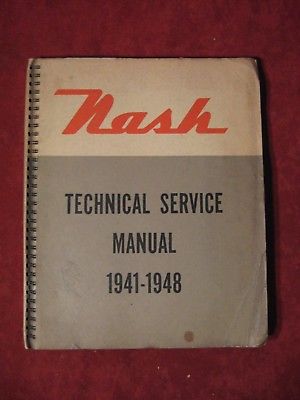 Nash
TECHNICAL SERVICE
MANUAL
1941-1948